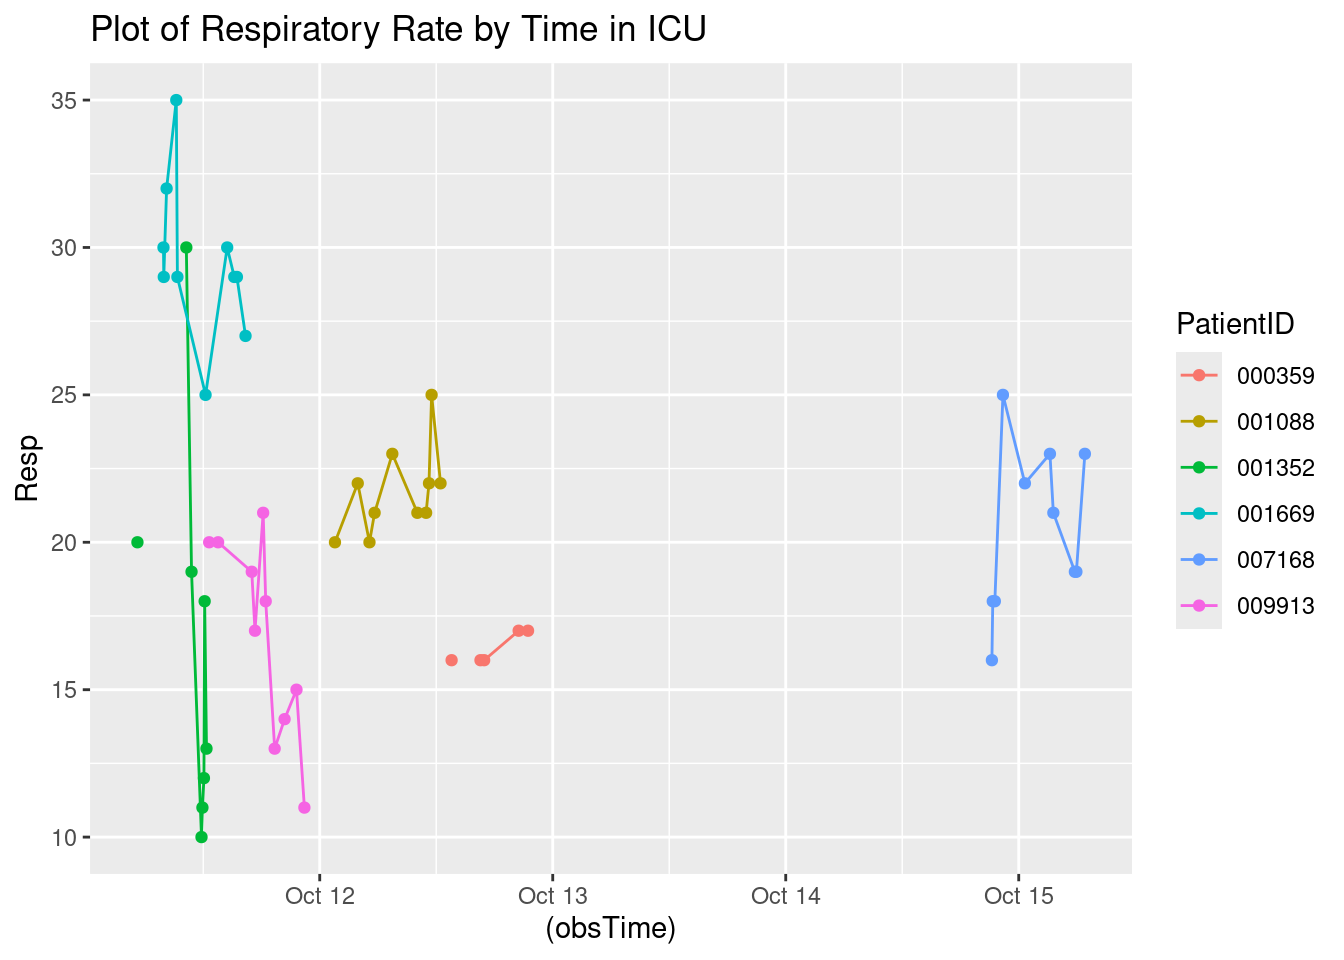 Plot of Respiratory Rate by Time in ICU
35
30
25
20
15
10
Resp
Oct 12
Oct 13
Oct 14
Oct 15
(obsTime)
PatientID
000359
001088
001352
001669
007168
009913